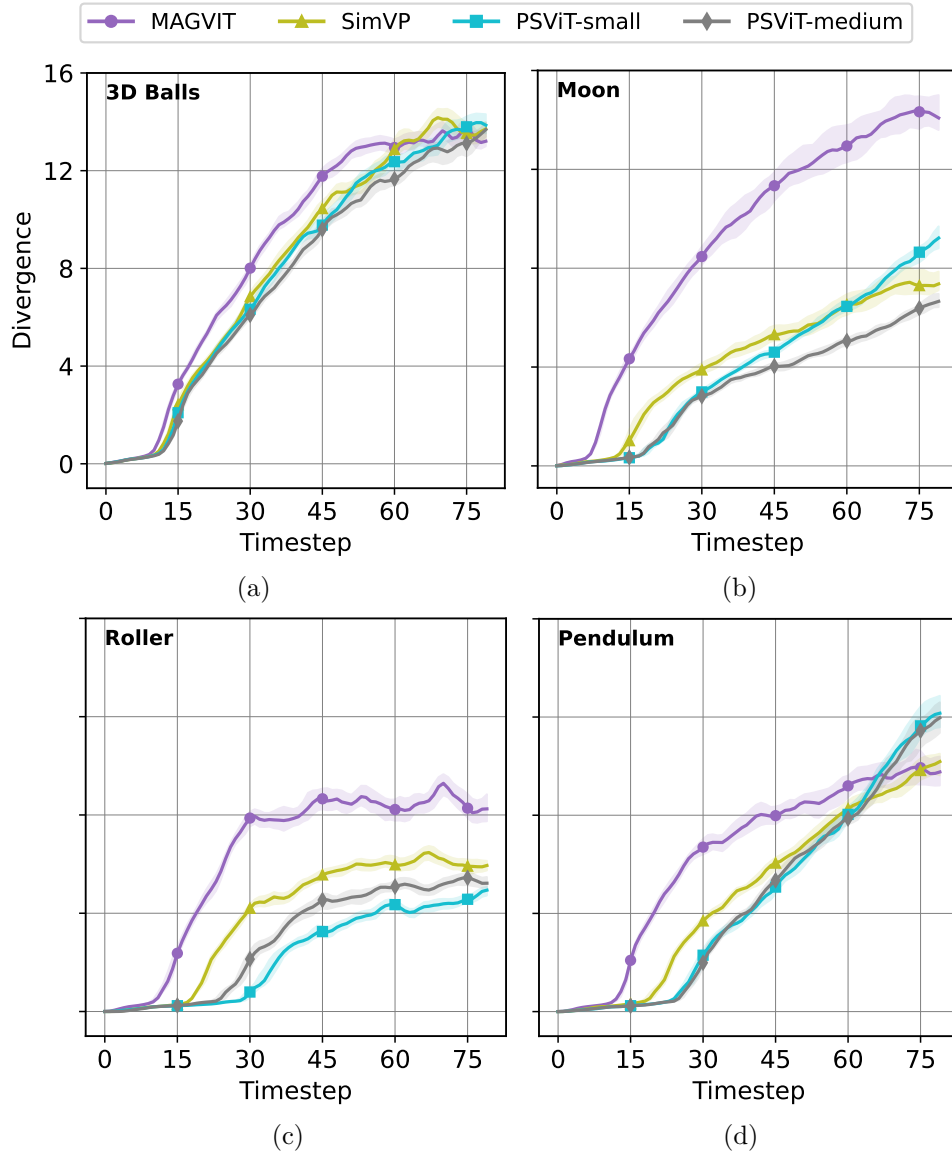 MAGVIT SimVP PSViT-small PSViT-medium
3D Balls
Moon
16
12
8
4
0
Divergence
0 15 30 45 60 75
0 15 30 45 60 75
Timestep
Timestep
(a)
(b)
Roller
Pendulum
0 15 30 45 60 75
0 15 30 45 60 75
Timestep
Timestep
(c)
(d)